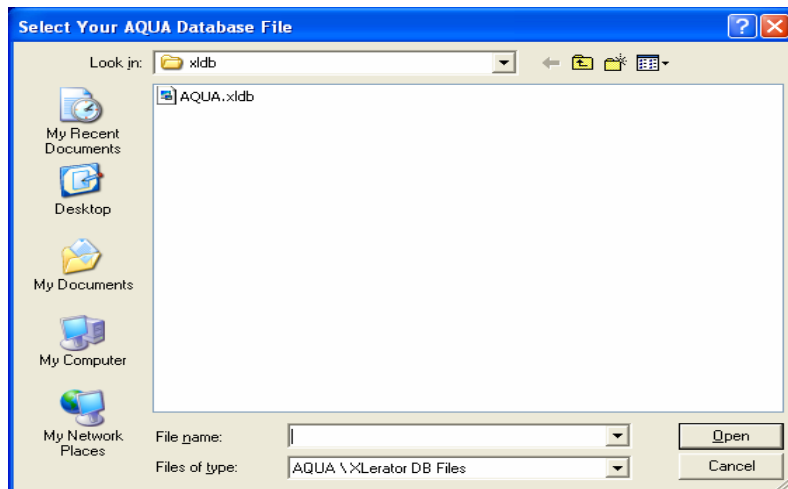 Select Your AQUA Database File
Look in: xldb
AQUA.xldb
My Recent
Documents
Desktop
My Documents
My Computer
My Network
Places
File name:
Open
Files of type: AQUA \ XLerator DB Files
Cancel